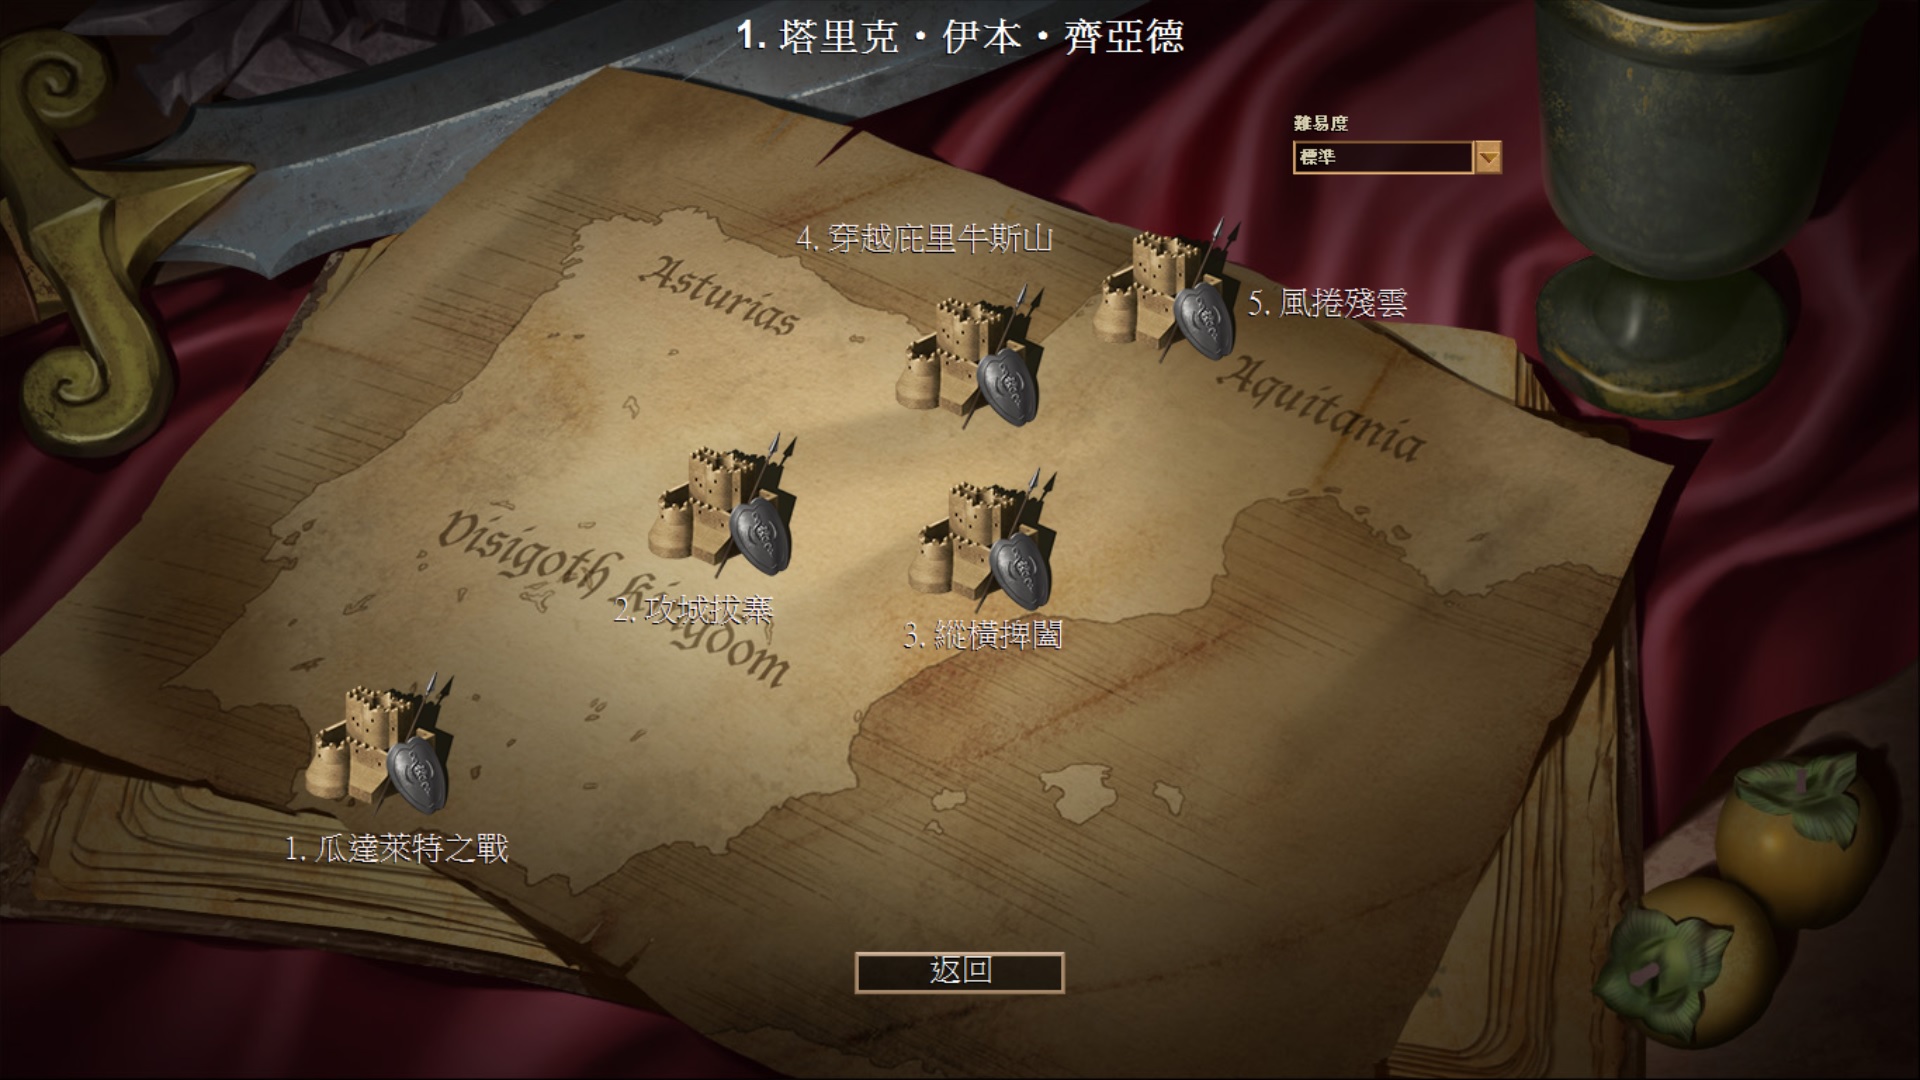 1. 塔里克・伊本・齊亞德
難易度
標準
4. 穿越庇里牛斯山
5. 風捲殘雲
Asturias
Aquitania
Visigoth Kingdom
2. 攻城拔寨
3. 縱橫捭闔
1. 瓜達萊特之戰
返回